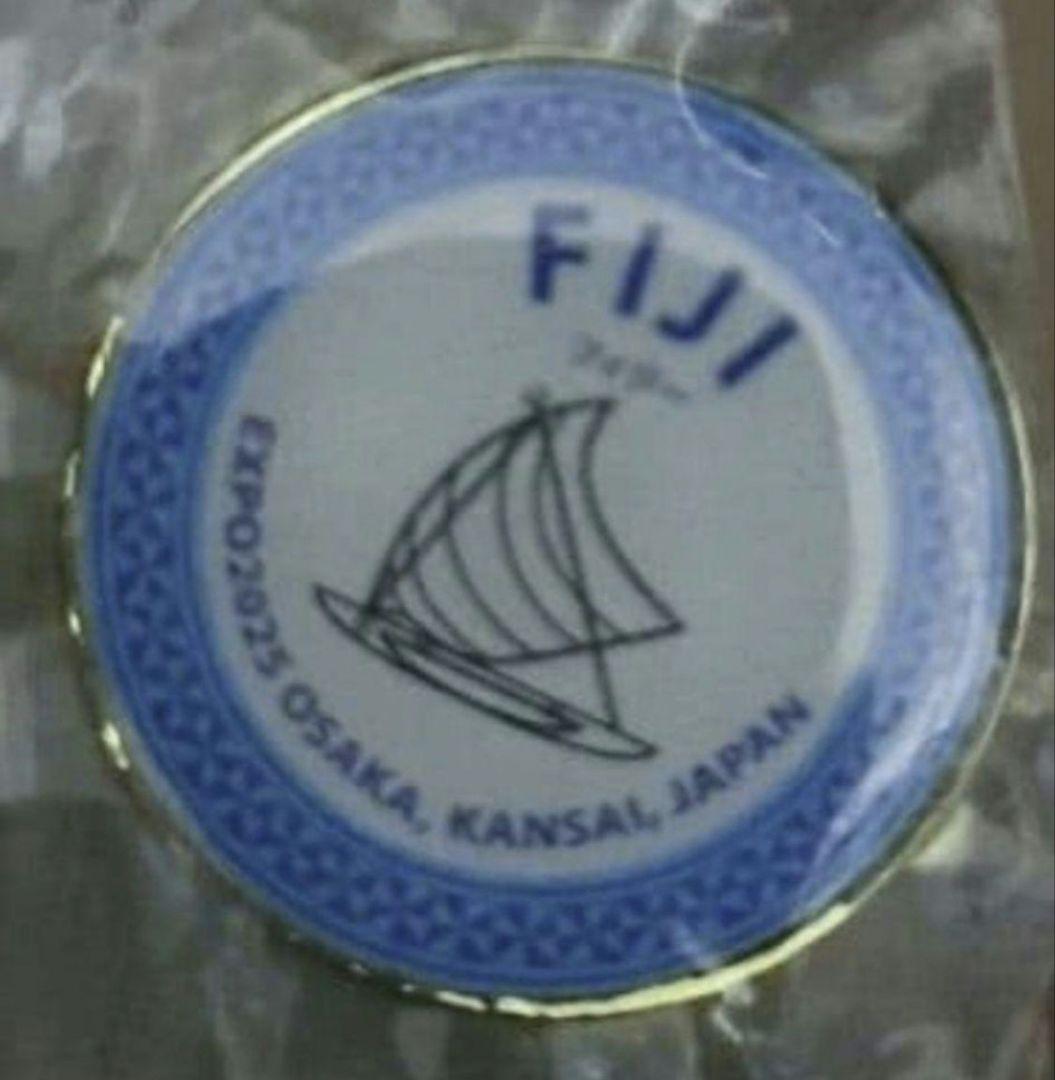 FIJI
フィジー
EXPO2025 OSAKA, KANSAI, JAPAN